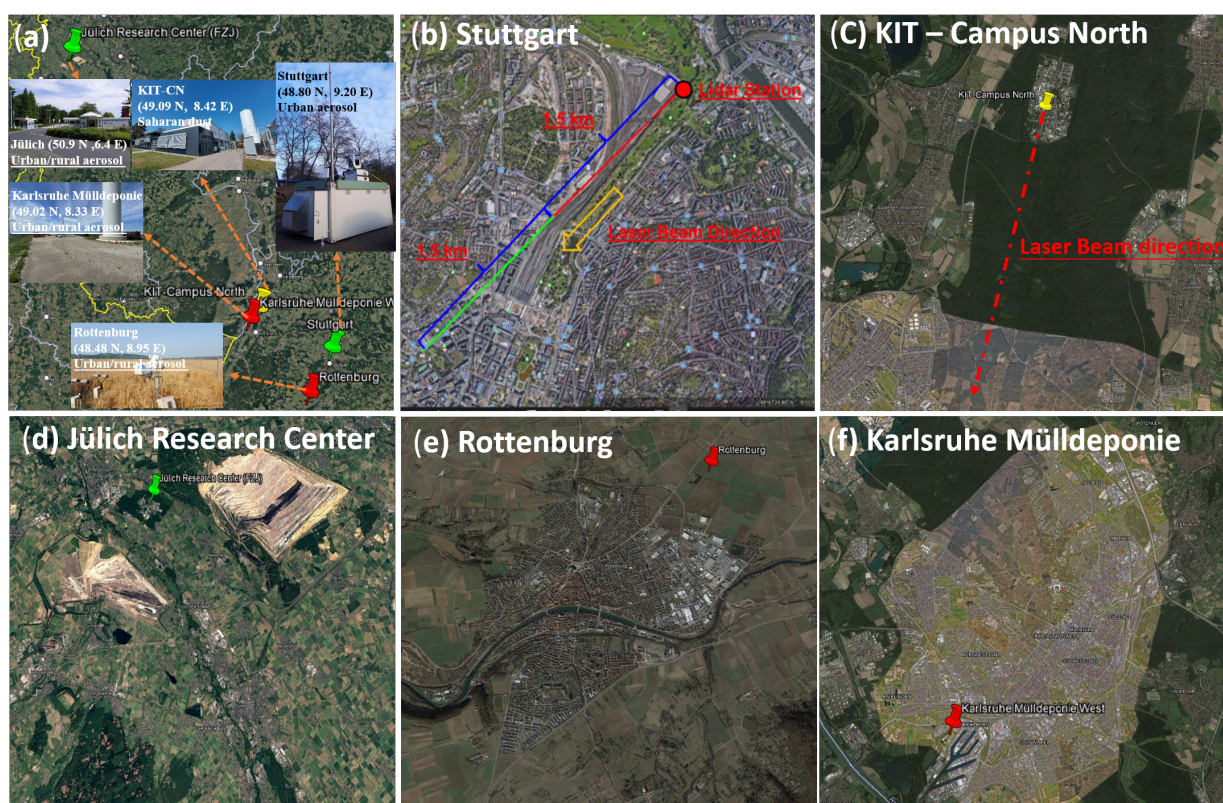 (a)
Jülich Research Center (FZJ)
KIT-CN
(49.09 N, 8.42 E)
Saharan dust
Stuttgart
(48.80 N, 9.20 E)
Urban aerosol
Jülich (50.9 N ,6.4 E)
Urban/rural aerosol
Karlsruhe Mülldeponie
(49.02 N, 8.33 E)
Urban/rural aerosol
KIT-Campus North
Karlsruhe Mülldeponie W
Stuttgart
Rottenburg
(48.48 N, 8.95 E)
Urban/rural aerosol
Rottenburg
(b) Stuttgart
Lidar Station
1.5 km
Laser Beam Direction
1.5 km
(C) KIT – Campus North
KIT-Campus North
Laser Beam direction
(d) Jülich Research Center
Jülich Research Center (FZJ)
(e) Rottenburg
Rottenburg
Rottenburg
(f) Karlsruhe Mülldeponie
Karlsruhe
Karlsruhe Mülldeponie West